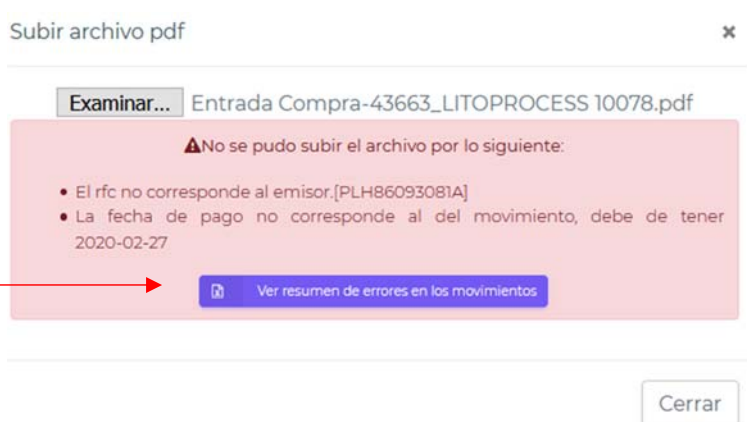 Subir archivo pdf
×
Examinar... Entrada Compra-43663_LITOPROCESS 10078.pdf
No se pudo subir el archivo por lo siguiente:
• El rfc no corresponde al emisor.[PLH86093081A]
• La fecha de pago no corresponde al del movimiento, debe de tener
2020-02-27
Ver resumen de errores en los movimientos
Cerrar